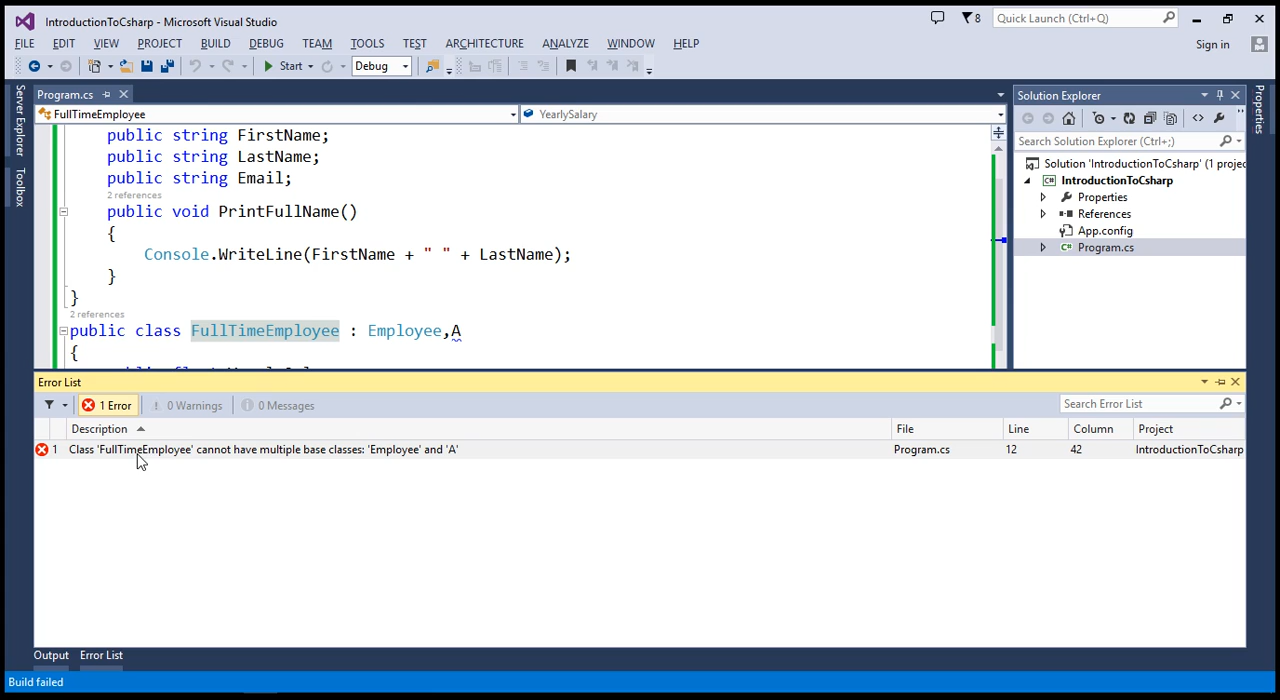 IntroductionToCsharp - Microsoft Visual Studio
8
Quick Launch (Ctrl+Q)
FILE EDIT VIEW PROJECT BUILD DEBUG TEAM TOOLS TEST ARCHITECTURE ANALYZE WINDOW HELP
Sign in
Start
Debug
Server Explorer
Toolbox
Program.cs
FullTimeEmployee
YearlySalary
public string FirstName;
public string LastName;
public string Email;
2 references
public void PrintFullName()
{
Console.WriteLine(FirstName + " " + LastName);
}
}
2 references
public class FullTimeEmployee : Employee,A
{
Solution Explorer
Search Solution Explorer (Ctrl+;)
Solution 'IntroductionToCsharp' (1 projec
C# IntroductionToCsharp
Properties
References
App.config
C# Program.cs
Properties
Error List
1 Error
0 Warnings
0 Messages
Search Error List
Description File Line Column Project
1 Class 'FullTimeEmployee' cannot have multiple base classes: 'Employee' and 'A' Program.cs 12 42 IntroductionToCsharp
Output Error List
Build failed